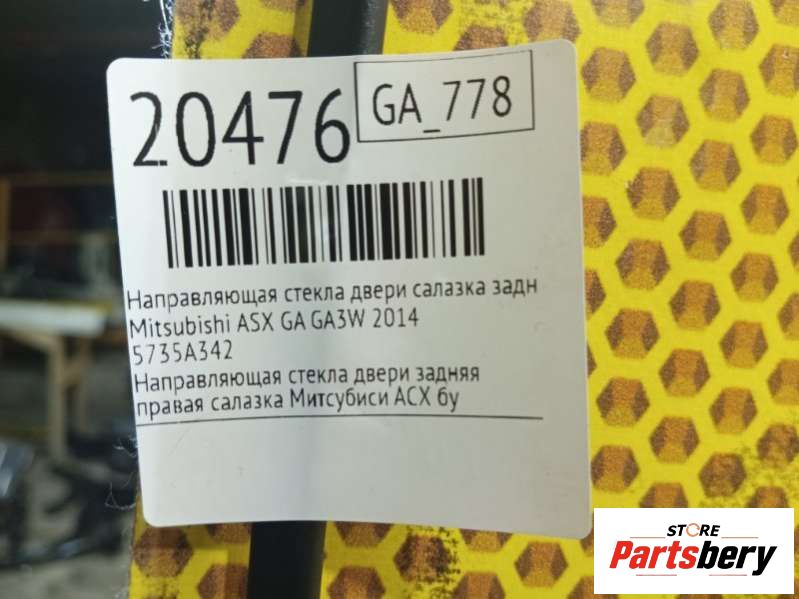 20476
GA_778
Направляющая стекла двери салазка задн
Mitsubishi ASX GA GA3W 2014
5735A342
Направляющая стекла двери задняя
правая салазка Митсубиси АСХ бу
STORE
Partsbery